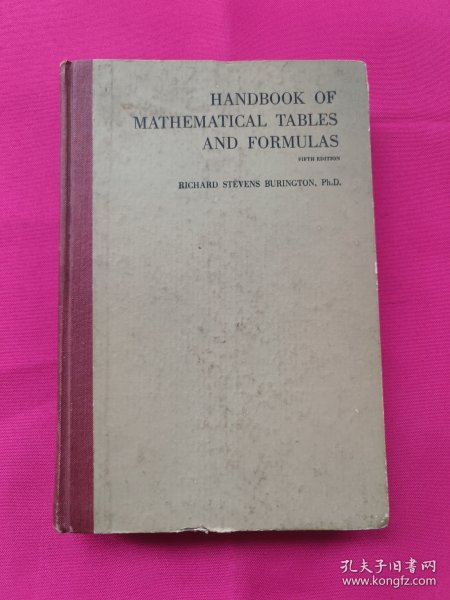 HANDBOOK OF
MATHEMATICAL TABLES
AND FORMULAS
FIFTH EDITION
RICHARD STEVENS BURINGTON, Ph.D.
孔夫子旧书网
www.kongfz.com